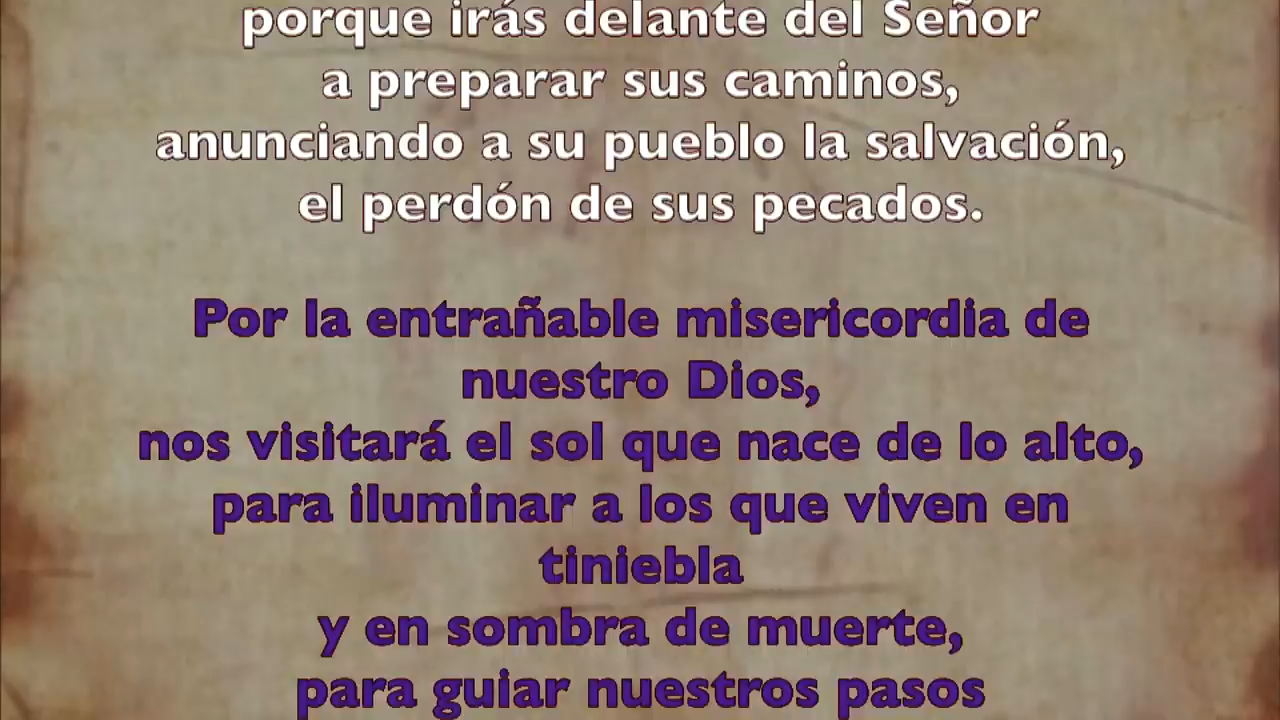 porque irás delante del Señor
a preparar sus caminos,
anunciando a su pueblo la salvación,
el perdón de sus pecados.
Por la entrañable misericordia de
nuestro Dios,
nos visitará el sol que nace de lo alto,
para iluminar a los que viven en
tiniebla
y en sombra de muerte,
para guiar nuestros pasos